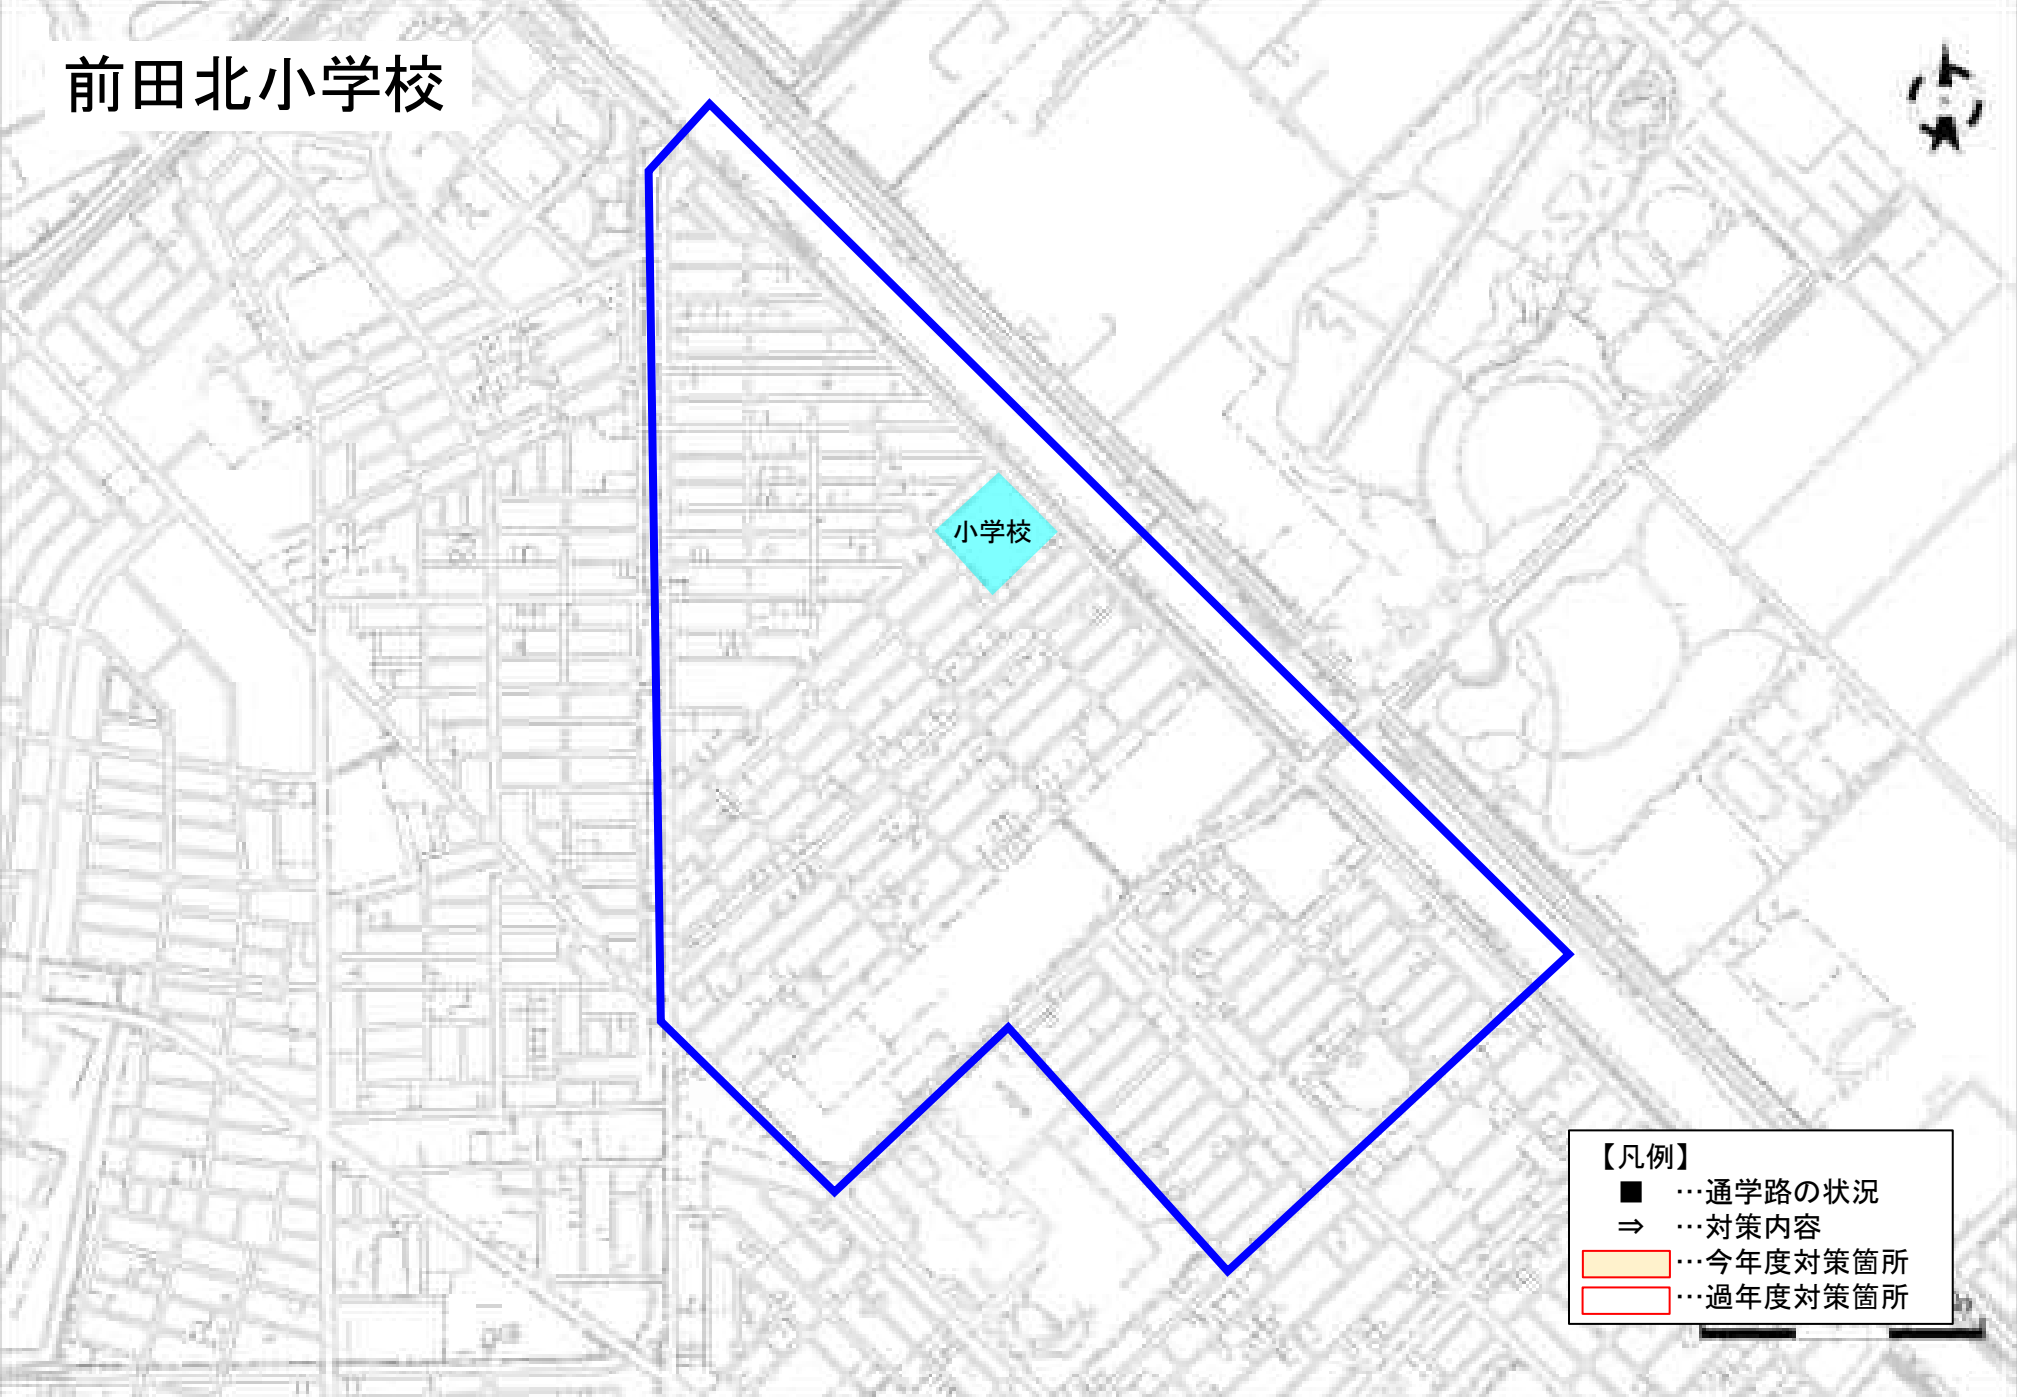 前田北小学校
小学校
【凡例】
■ …通学路の状況
⇒ …対策内容
…今年度対策箇所
…過年度対策箇所